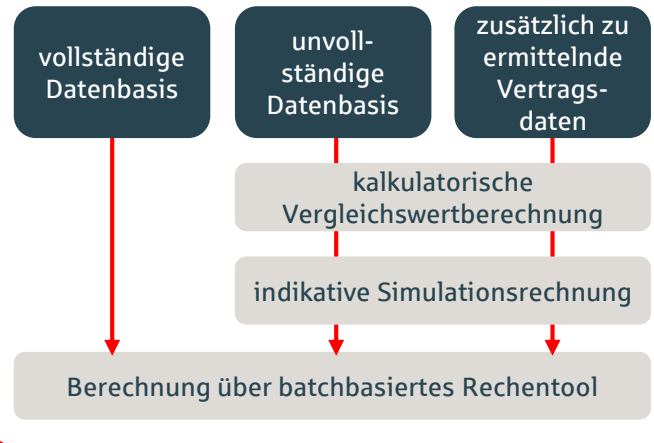 vollständige
Datenbasis
unvoll-
ständige
Datenbasis
zusätzlich zu
ermittelnde
Vertrags-
daten
kalkulatorische
Vergleichswertberechnung
indikative Simulationsrechnung
Berechnung über batchbasiertes Rechentool